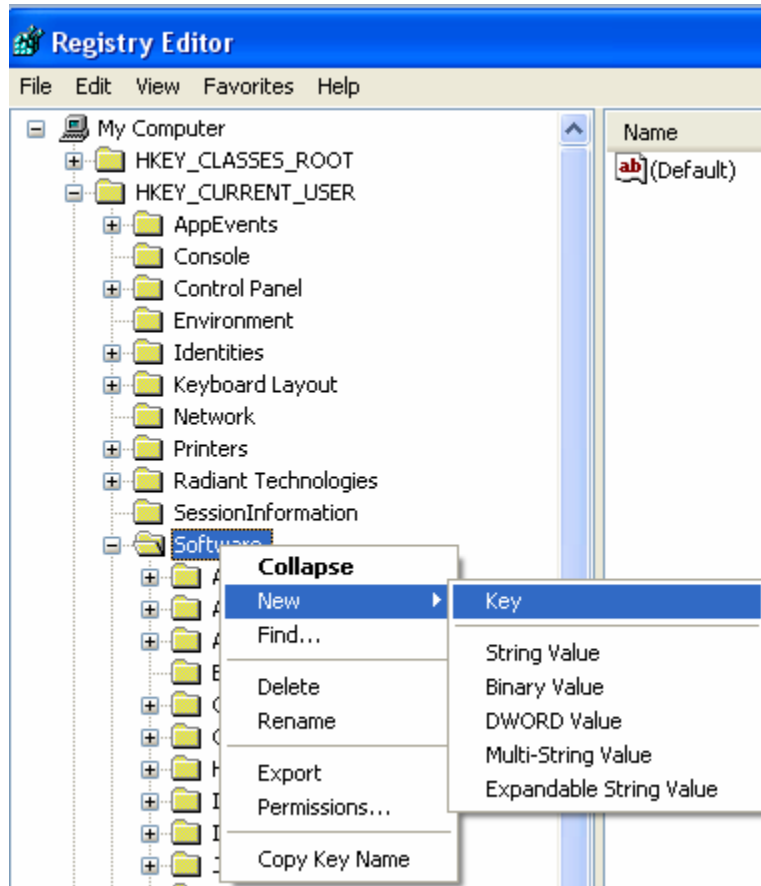 Registry Editor
File Edit View Favorites Help
My Computer
HKEY_CLASSES_ROOT
HKEY_CURRENT_USER
AppEvents
Console
Control Panel
Environment
Identities
Keyboard Layout
Network
Printers
Radiant Technologies
SessionInformation
Software
Collapse
New
Find...
Delete
Rename
Export
Permissions...
Copy Key Name
Key
String Value
Binary Value
DWORD Value
Multi-String Value
Expandable String Value
Name
ab (Default)